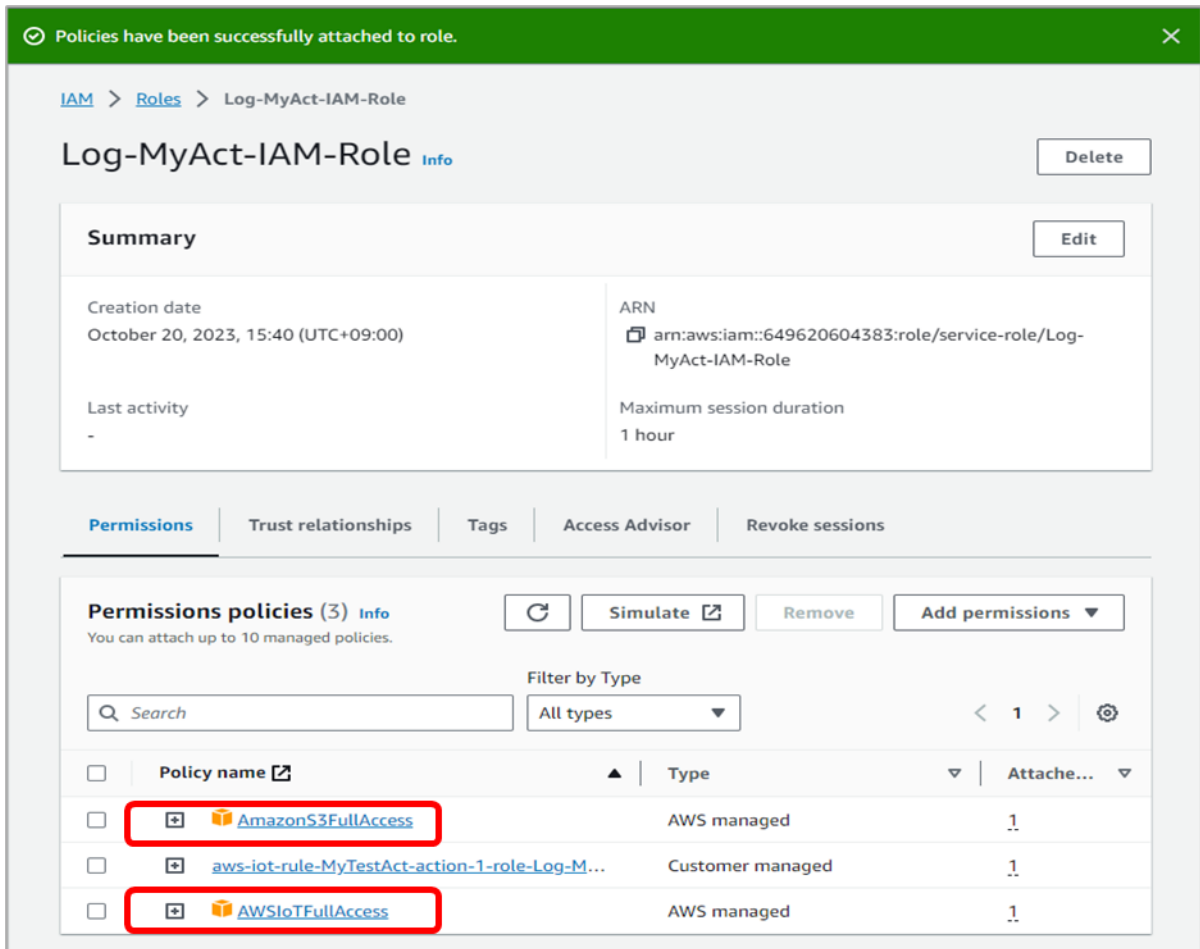 Policies have been successfully attached to role.
IAM > Roles > Log-MyAct-IAM-Role
Log-MyAct-IAM-Role Info
Delete
Summary
Edit
Creation date
October 20, 2023, 15:40 (UTC+09:00)
ARN
arn:aws:iam::649620604383:role/service-role/Log-
MyAct-IAM-Role
Last activity
-
Maximum session duration
1 hour
Permissions Trust relationships Tags Access Advisor Revoke sessions
Permissions policies (3) Info
You can attach up to 10 managed policies.
Simulate Remove Add permissions
Filter by Type
Search All types 1
Policy name Type Attache...
AmazonS3FullAccess AWS managed 1
aws-iot-rule-MyTestAct-action-1-role-Log-M... Customer managed 1
AWSIoTFullAccess AWS managed 1